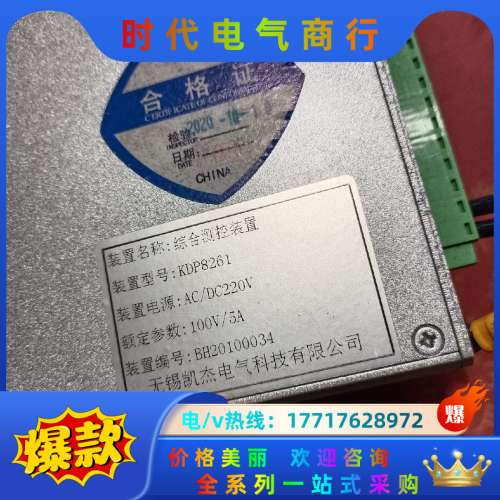 时代电气商行
合格证
CERTIFICATE OF CONFORMITY
检验
INSPECTOR
2020-10
日期:
CHINA
装置名称:综合测控装置
装置型号:KDP8261
装置电源:AC/DC220V
额定参数:100V/5A
装置编号:BH20100034
无锡凯杰电气科技有限公司
爆款
电/v热线：17717628972
爆
价格美丽 欢迎咨询
全系列一站式采购